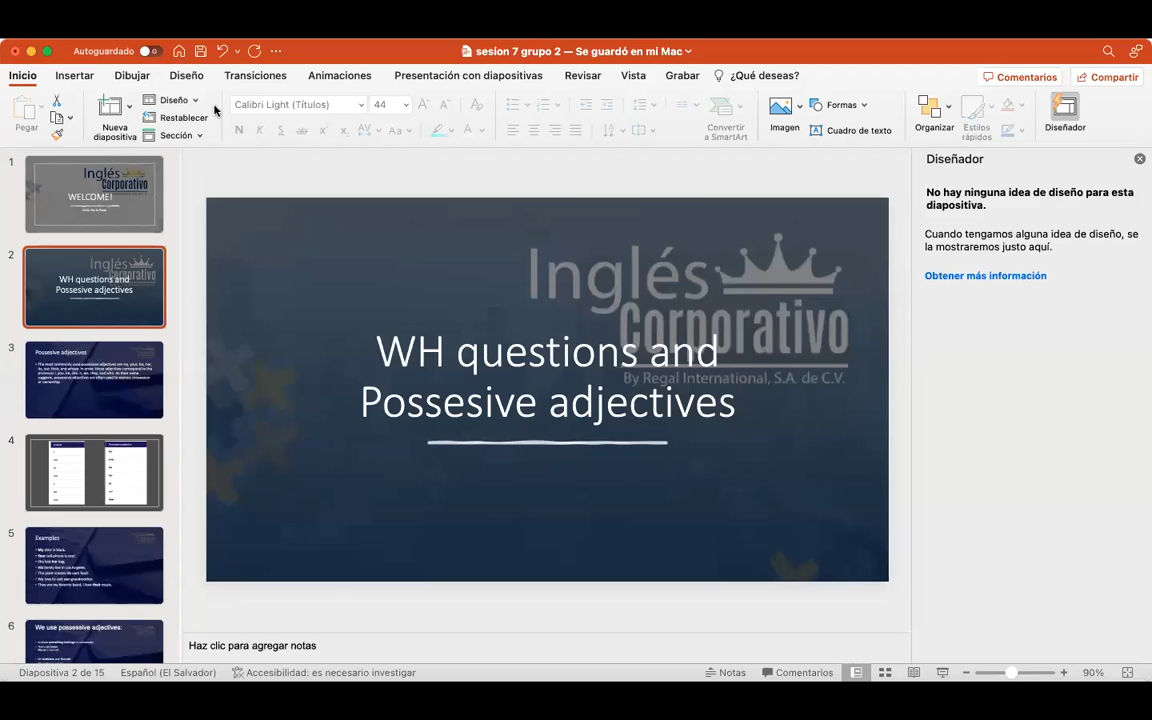 Autoguardado
sesion 7 grupo 2 — Se guardó en mi Mac
Inicio Insertar Dibujar Diseño Transiciones Animaciones Presentación con diapositivas Revisar Vista Grabar ¿Qué deseas? Comentarios Compartir
Pegar
Nueva diapositiva
Diseño
Restablecer
Sección
Calibri Light (Títulos) 44
Convertir a SmartArt
Imagen
Formas
Cuadro de texto
Organizar
Estilos rápidos
Diseñador
1
Inglés
Corporativo
WELCOME!
2
Inglés
Corporativo
WH questions and
Possesive adjectives
3
Possesive adjectives
4
5
Examples
6
We use possessive adjectives:
Inglés
Corporativo
By Regal International, S.A. de C.V.
WH questions and
Possesive adjectives
Haz clic para agregar notas
Diseñador
No hay ninguna idea de diseño para esta
diapositiva.
Cuando tengamos alguna idea de diseño, se
la mostraremos justo aquí.
Obtener más información
Diapositiva 2 de 15 Español (El Salvador) Accesibilidad: es necesario investigar Notas Comentarios 90%